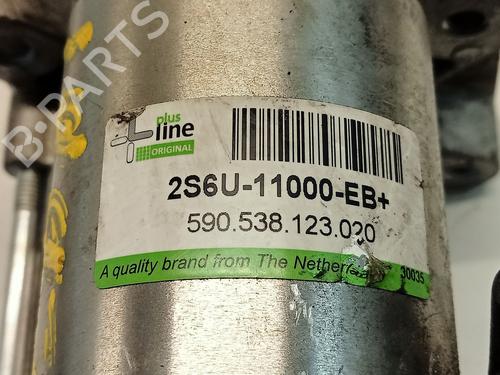 B-PARTS
plus
line
ORIGINAL
2S6U-11000-EB+
590.538.123.020
A quality brand from The Netherla
30035